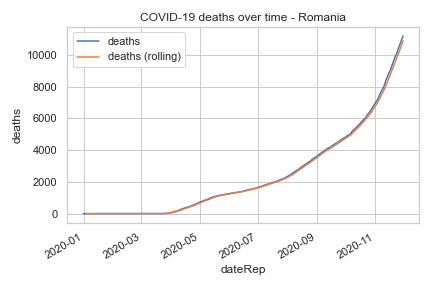 COVID-19 deaths over time - Romania
deaths
deaths (rolling)
deaths
10000
8000
6000
4000
2000
0
2020-01
2020-03
2020-05
2020-07
2020-09
2020-11
dateRep